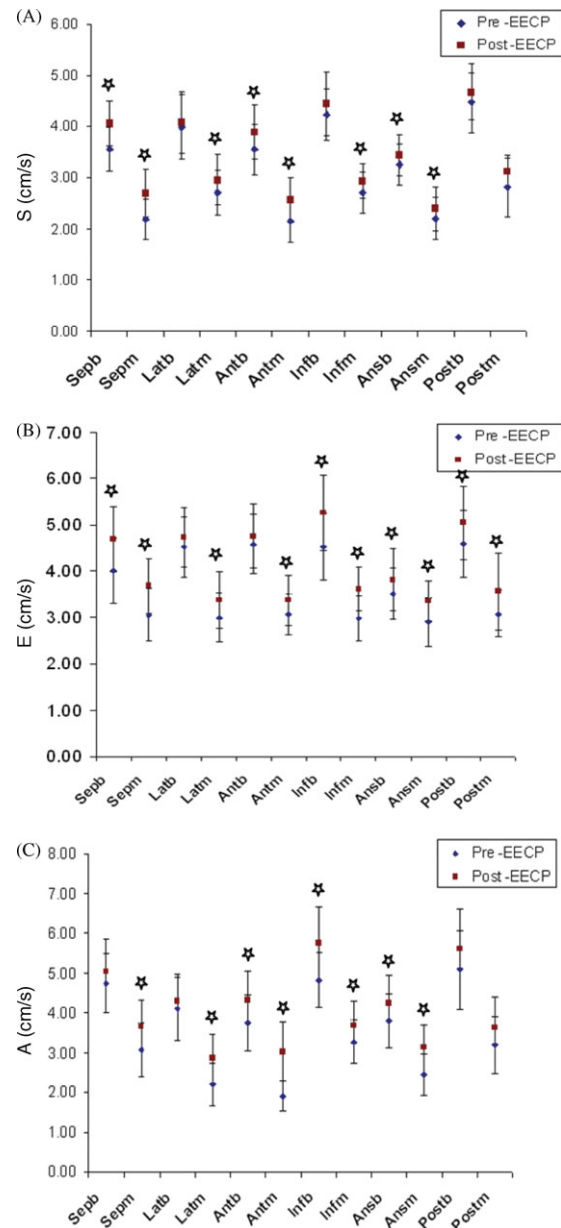 (A)
6.00
5.00
4.00
3.00
2.00
1.00
0.00
S (cm/s)
Pre -EECP
Post-EECP
Sepb Sepm Latb Latm Antb Antm Infb Infm Ansb Ansm Postb Postm
(B)
7.00
6.00
5.00
4.00
3.00
2.00
1.00
0.00
E (cm/s)
Pre -EECP
Post-EECP
Sepb Sepm Latb Latm Antb Antm Infb Infm Ansb Ansm Postb Postm
(C)
8.00
7.00
6.00
5.00
4.00
3.00
2.00
1.00
0.00
A (cm/s)
Pre -EECP
Post-EECP
Sepb Sepm Latb Latm Antb Antm Infb Infm Ansb Ansm Postb Postm